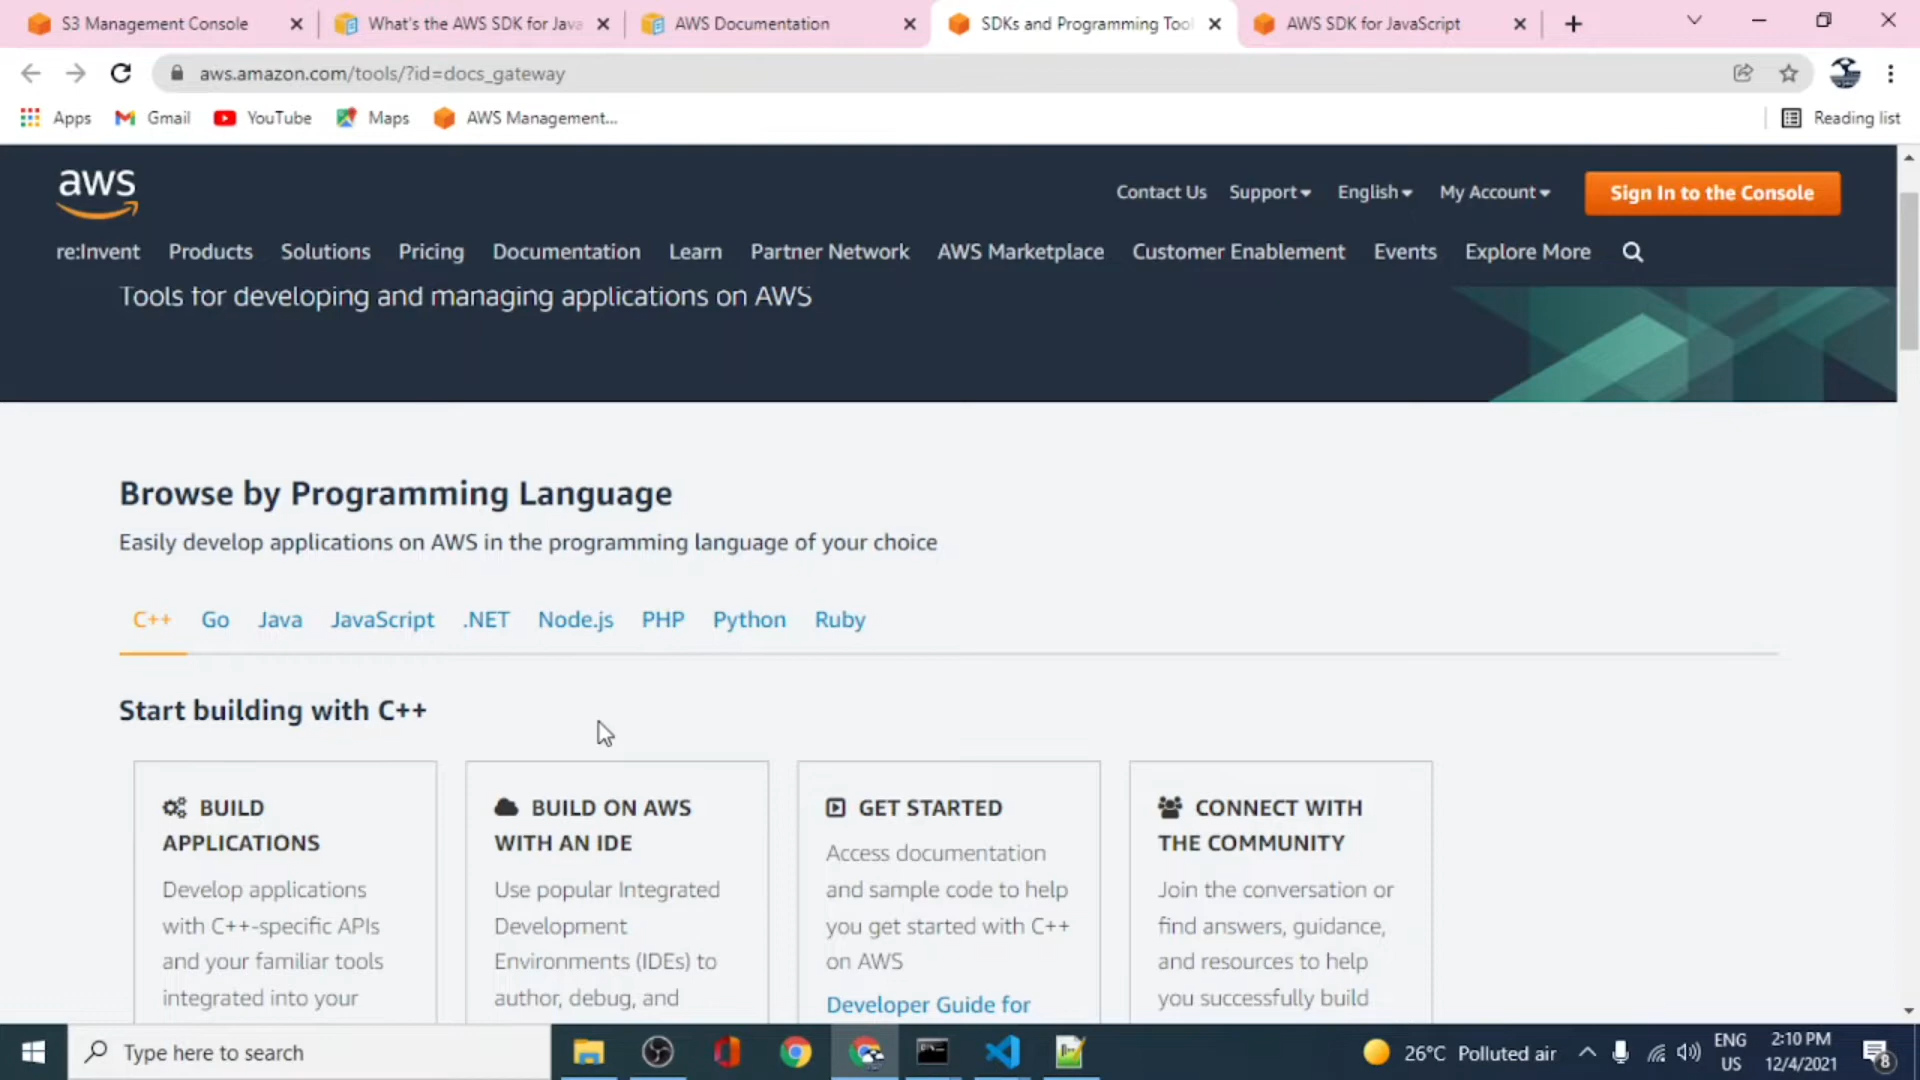 S3 Management Console
What's the AWS SDK for Java
AWS Documentation
SDKs and Programming Tool
AWS SDK for JavaScript
aws.amazon.com/tools/?id=docs_gateway
Apps
Gmail
YouTube
Maps
AWS Management...
Reading list
aws
Contact Us
Support
English
My Account
Sign In to the Console
re:Invent
Products
Solutions
Pricing
Documentation
Learn
Partner Network
AWS Marketplace
Customer Enablement
Events
Explore More
Tools for developing and managing applications on AWS
Browse by Programming Language
Easily develop applications on AWS in the programming language of your choice
C++
Go
Java
JavaScript
.NET
Node.js
PHP
Python
Ruby
Start building with C++
BUILD
APPLICATIONS
Develop applications
with C++-specific APIs
and your familiar tools
integrated into your
BUILD ON AWS
WITH AN IDE
Use popular Integrated
Development
Environments (IDEs) to
author, debug, and
GET STARTED
Access documentation
and sample code to help
you get started with C++
on AWS
Developer Guide for
CONNECT WITH
THE COMMUNITY
Join the conversation or
find answers, guidance,
and resources to help
you successfully build
Type here to search
26°C Polluted air
ENG
US
2:10 PM
12/4/2021
8